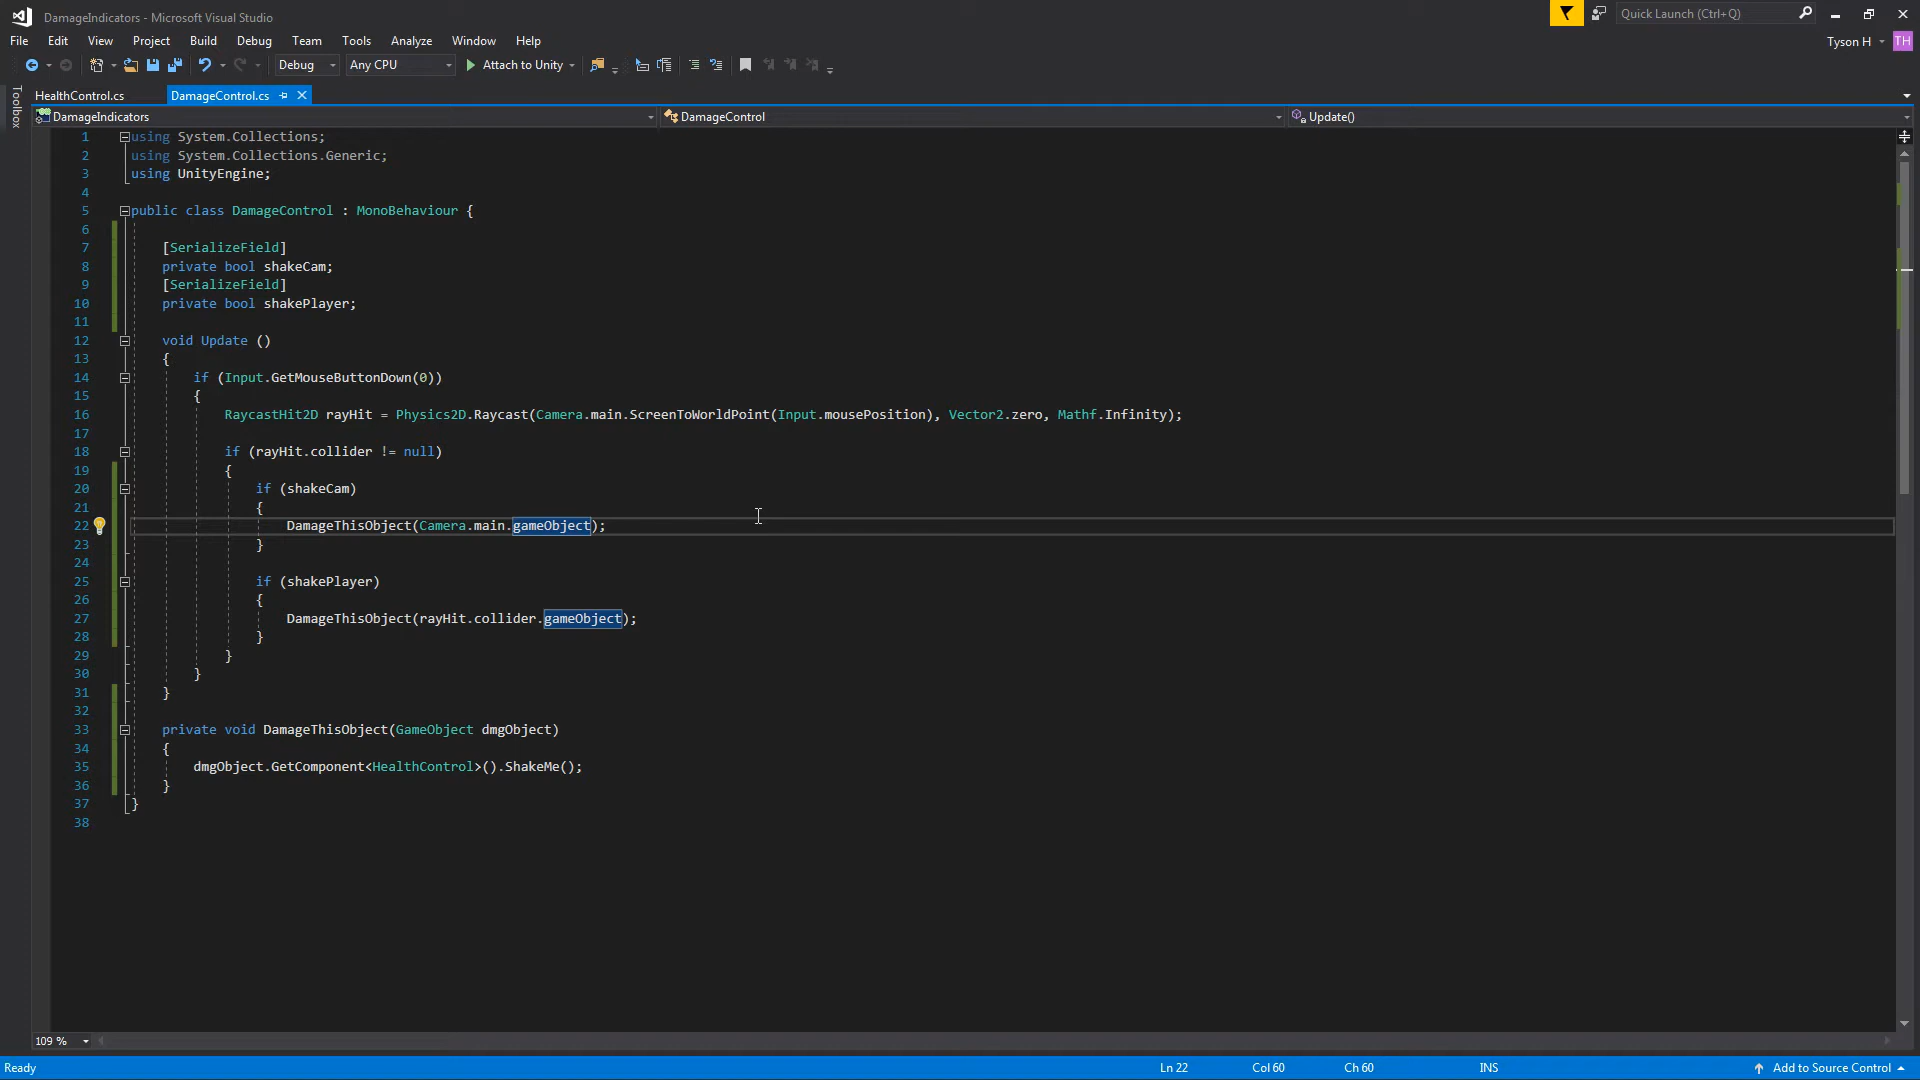 DamageIndicators - Microsoft Visual Studio
Quick Launch (Ctrl+Q)
File Edit View Project Build Debug Team Tools Analyze Window Help
Tyson H TH
Debug Any CPU Attach to Unity
Toolbox
HealthControl.cs DamageControl.cs
DamageIndicators DamageControl Update()
1 using System.Collections;
2 using System.Collections.Generic;
3 using UnityEngine;
4
5 public class DamageControl : MonoBehaviour {
6
7 [SerializeField]
8 private bool shakeCam;
9 [SerializeField]
10 private bool shakePlayer;
11
12 void Update ()
13 {
14 if (Input.GetMouseButtonDown(0))
15 {
16 RaycastHit2D rayHit = Physics2D.Raycast(Camera.main.ScreenToWorldPoint(Input.mousePosition), Vector2.zero, Mathf.Infinity);
17
18 if (rayHit.collider != null)
19 {
20 if (shakeCam)
21 {
22 DamageThisObject(Camera.main.gameObject);
23 }
24
25 if (shakePlayer)
26 {
27 DamageThisObject(rayHit.collider.gameObject);
28 }
29 }
30 }
31 }
32
33 private void DamageThisObject(GameObject dmgObject)
34 {
35 dmgObject.GetComponent<HealthControl>().ShakeMe();
36 }
37 }
38
109 %
Ready Ln 22 Col 60 Ch 60 INS Add to Source Control